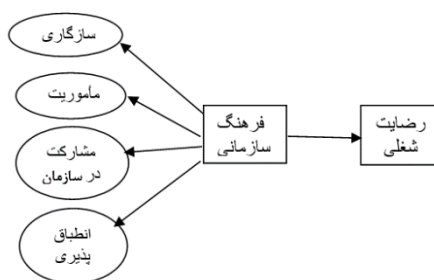 سازگاری
مأموریت
مشارکت
در سازمان
انطباق
پذیری
فرهنگ
سازمانی
رضایت
شغلی